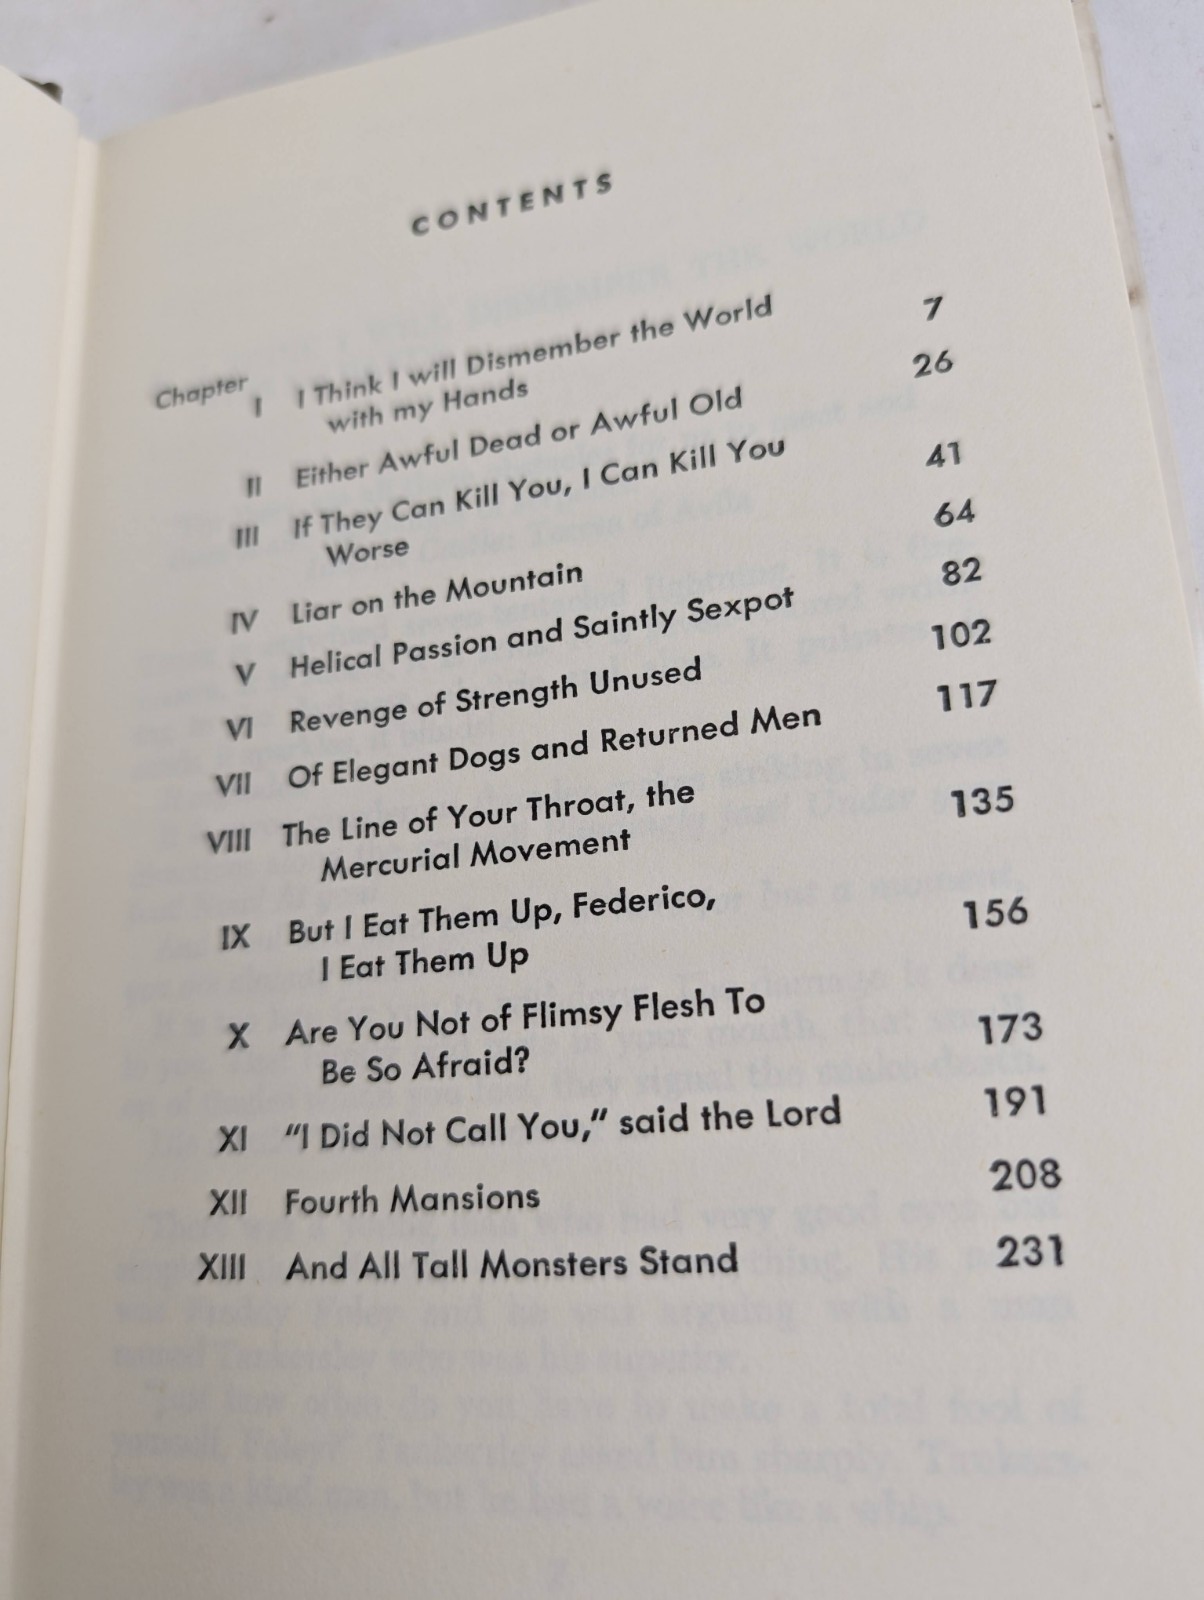 CONTENTS
Chapter
I I Think I will Dismember the World 7
with my Hands
II Either Awful Dead or Awful Old 26
III If They Can Kill You, I Can Kill You 41
Worse
IV Liar on the Mountain 64
V Helical Passion and Saintly Sexpot 82
VI Revenge of Strength Unused 102
VII Of Elegant Dogs and Returned Men 117
VIII The Line of Your Throat, the 135
Mercurial Movement
IX But I Eat Them Up, Federico, 156
I Eat Them Up
X Are You Not of Flimsy Flesh To 173
Be So Afraid?
XI "I Did Not Call You," said the Lord 191
XII Fourth Mansions 208
XIII And All Tall Monsters Stand 231